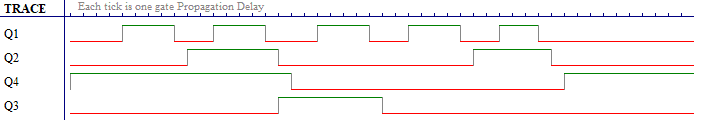 TRACE Each tick is one gate Propagation Delay.
Q1
Q2
Q4
Q3